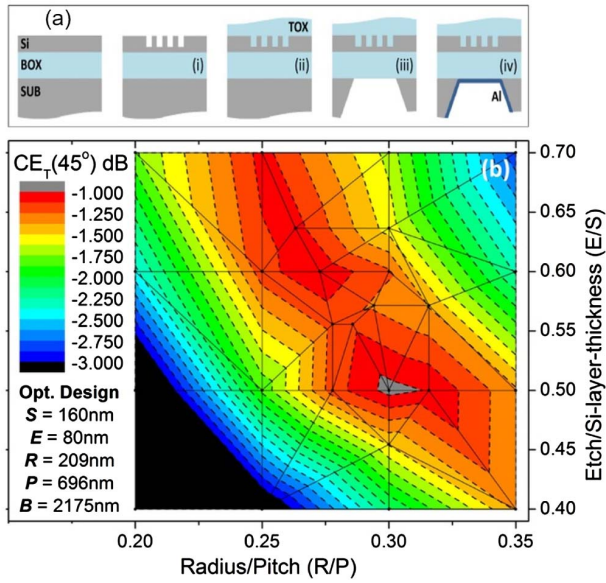 (a)
Si
BOX
SUB
(i)
TOX
(ii)
(iii)
(iv)
Al
CE_T(45°) dB
-1.000
-1.250
-1.500
-1.750
-2.000
-2.250
-2.500
-2.750
-3.000
Opt. Design
S = 160nm
E = 80nm
R = 209nm
P = 696nm
B = 2175nm
(b)
0.70
0.65
0.60
0.55
0.50
0.45
0.40
Etch/Si-layer-thickness (E/S)
0.20 0.25 0.30 0.35
Radius/Pitch (R/P)